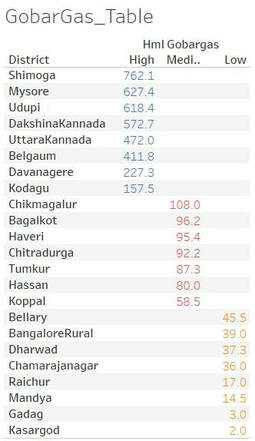 GobarGas_Table
Hml Gobargas
District High Medi.. Low
Shimoga 762.1
Mysore 627.4
Udupi 618.4
DakshinaKannada 572.7
UttaraKannada 472.0
Belgaum 411.8
Davanagere 227.3
Kodagu 157.5
Chikmagalur 108.0
Bagalkot 96.2
Haveri 95.4
Chitradurga 92.2
Tumkur 87.3
Hassan 80.0
Koppal 58.5
Bellary 45.5
BangaloreRural 39.0
Dharwad 37.3
Chamarajanagar 36.0
Raichur 17.0
Mandya 14.5
Gadag 3.0
Kasargod 2.0